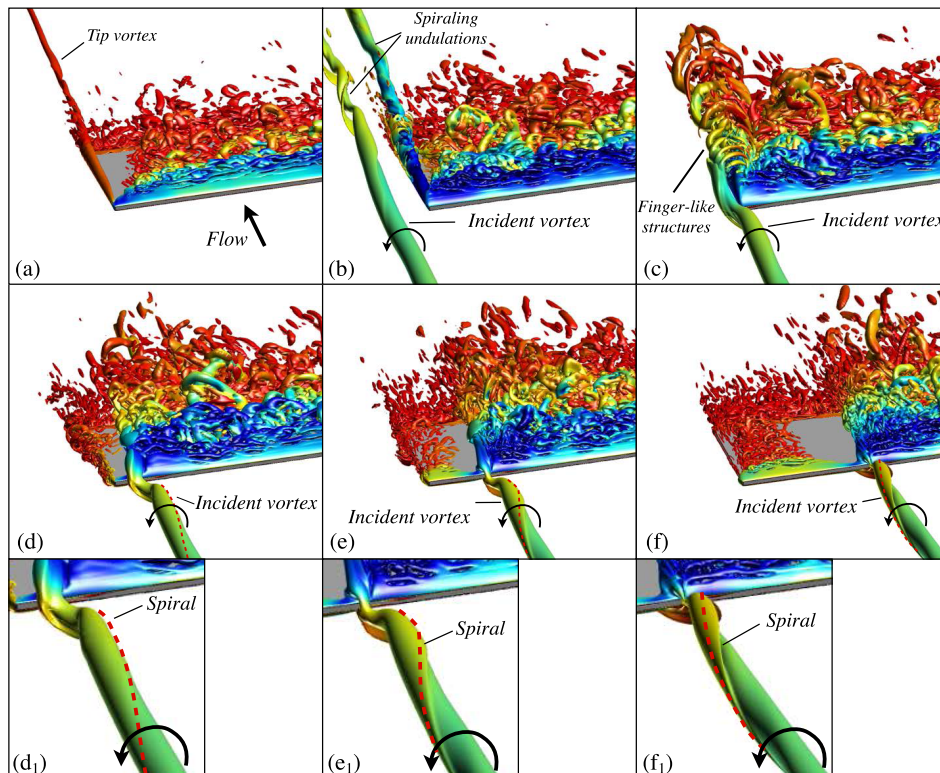 Tip vortex
Flow
(a)
Spiraling
undulations
Incident vortex
(b)
Finger-like
structures
Incident vortex
(c)
Incident vortex
(d)
Incident vortex
(e)
Incident vortex
(f)
Spiral
(d₁)
Spiral
(e₁)
Spiral
(f₁)